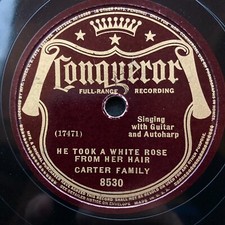 Conqueror
FULL-RANGE RECORDING
(17471)
Singing
with Guitar
and Autoharp
HE TOOK A WHITE ROSE
FROM HER HAIR
CARTER FAMILY
8530